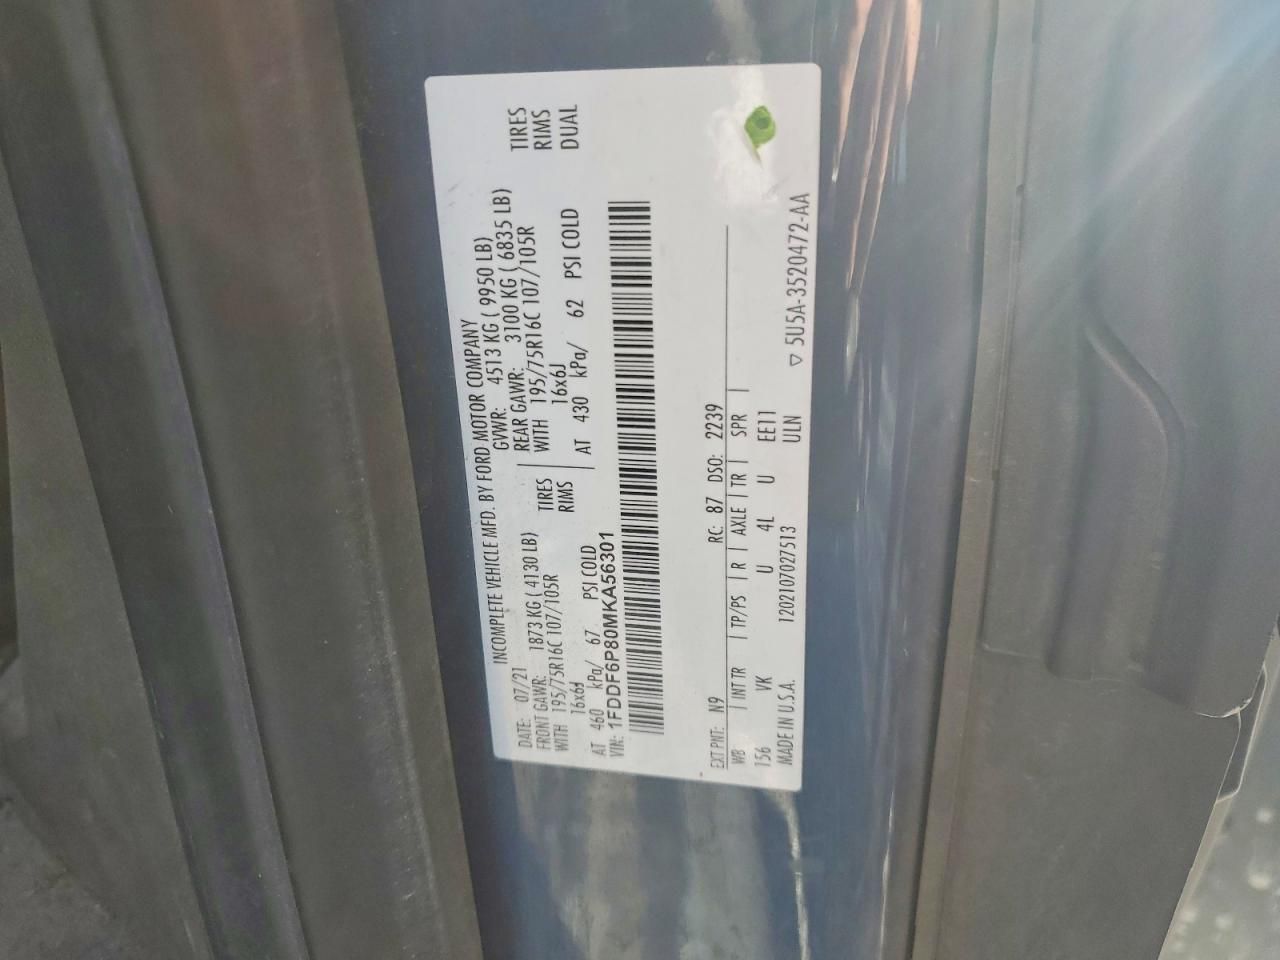 INCOMPLETE VEHICLE MFD. BY FORD MOTOR COMPANY
DATE: 07/21 GVWR: 4513 KG ( 9950 LB)
FRONT GAWR: 1873 KG ( 4130 LB) REAR GAWR: 3100 KG ( 6835 LB)
WITH 195/75R16C 107/105R TIRES WITH 195/75R16C 107/105R TIRES
16x6J RIMS 16x6J RIMS
AT 460 kPa/ 67 PSI COLD AT 430 kPa/ 62 PSI COLD DUAL
VIN: 1FDDF6P80MKA56301
EXT PNT: N9 RC: 87 DSO: 2239
WB INT TR TP/PS R AXLE TR SPR
156 VK U 4L U EE11
MADE IN U.S.A. 1202107027513 ULN
▽ 5U5A-3520472-AA